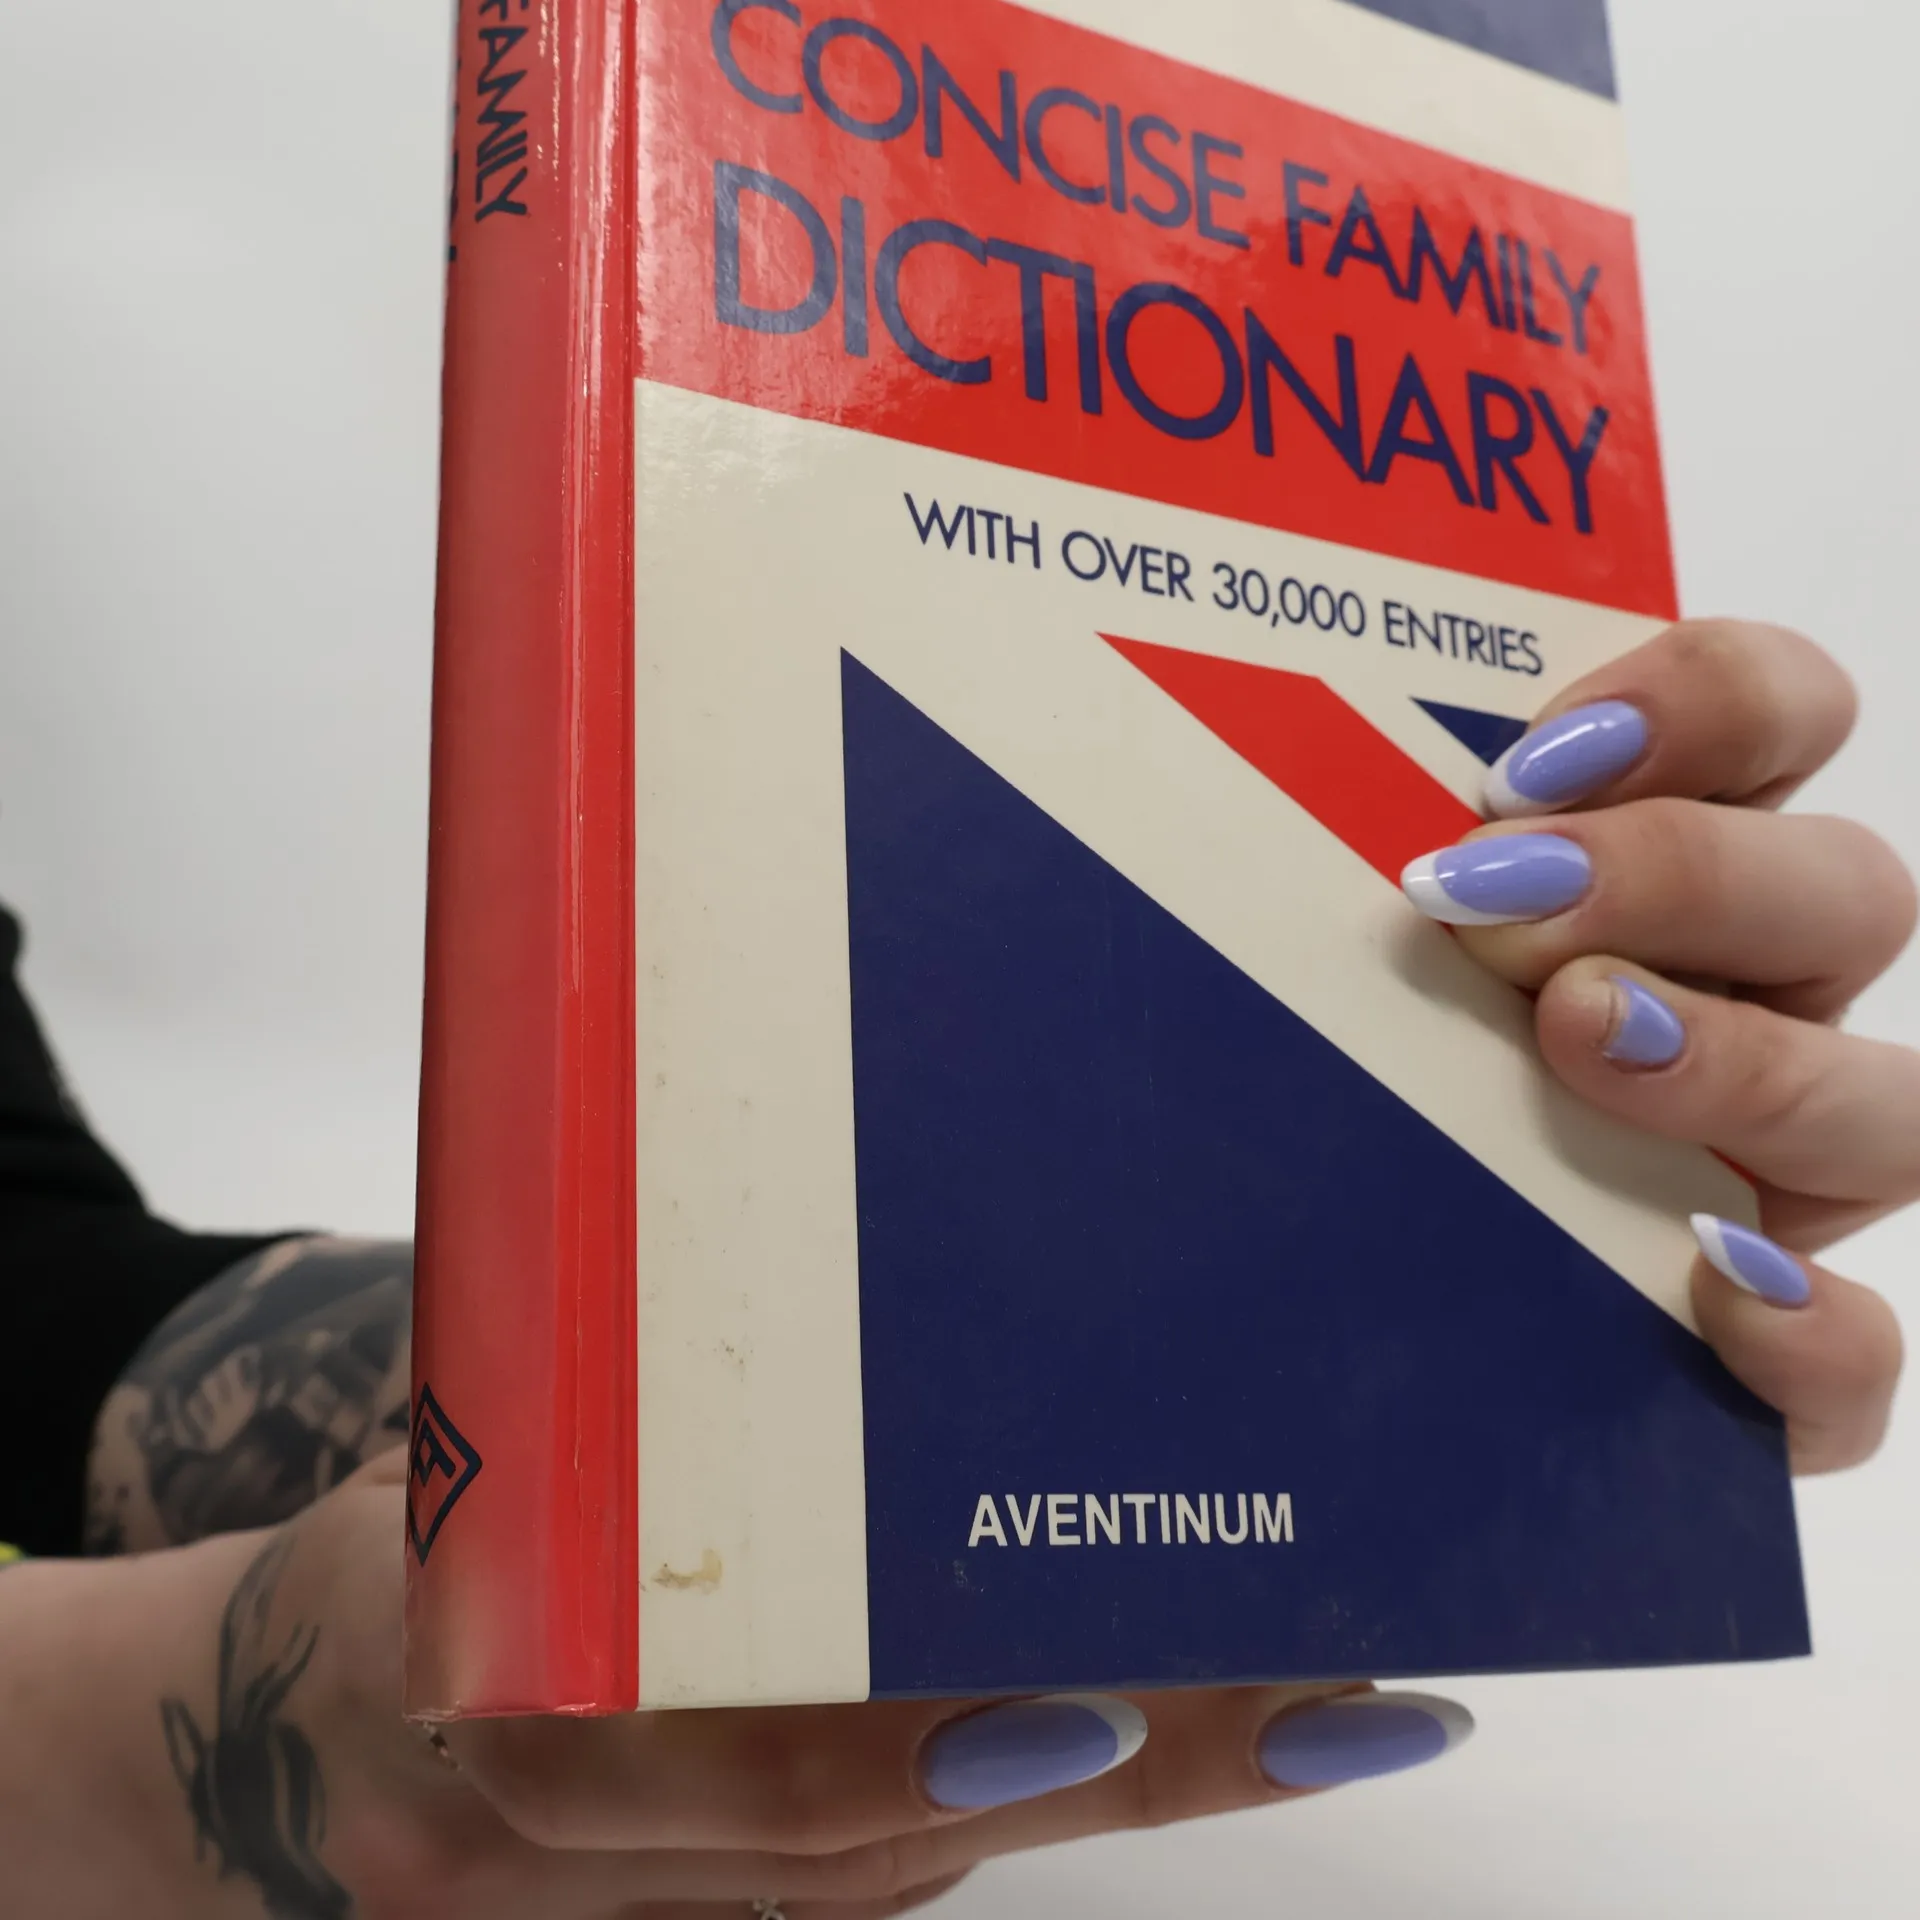 FAMILY
CONCISE FAMILY
DICTIONARY
WITH OVER 30,000 ENTRIES
AVENTINUM